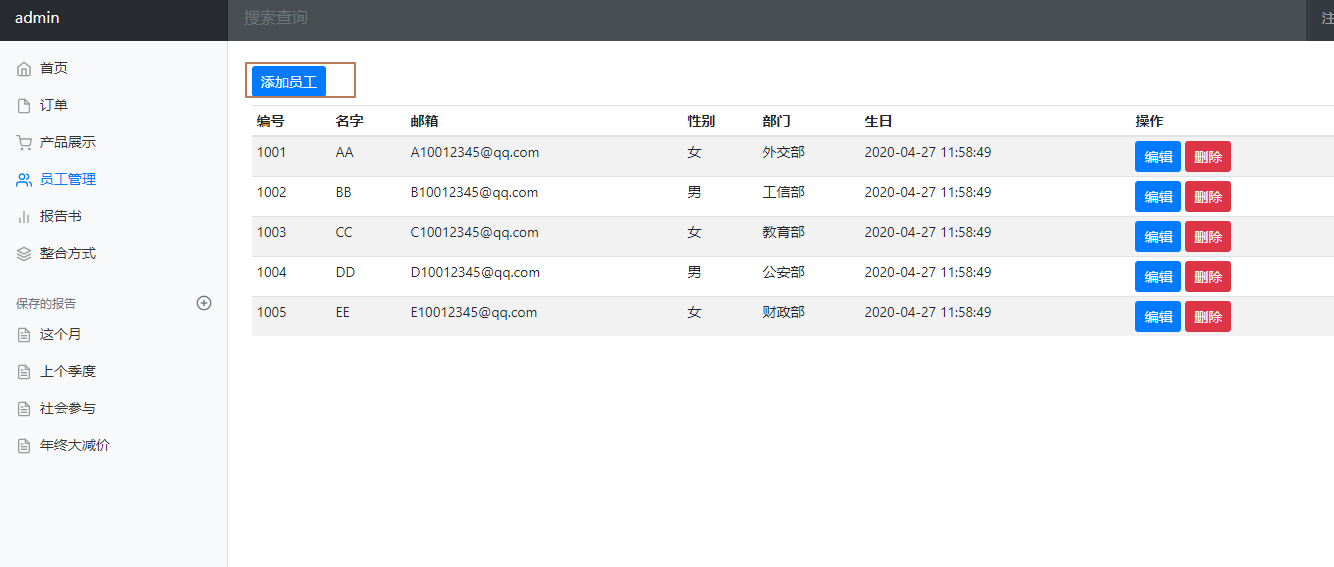 admin 搜索查询 注
首页
订单
产品展示
员工管理
报告书
整合方式
保存的报告
这个月
上个季度
社会参与
年终大减价
添加员工
编号 名字 邮箱 性别 部门 生日 操作
1001 AA A10012345@qq.com 女 外交部 2020-04-27 11:58:49 编辑 删除
1002 BB B10012345@qq.com 男 工信部 2020-04-27 11:58:49 编辑 删除
1003 CC C10012345@qq.com 女 教育部 2020-04-27 11:58:49 编辑 删除
1004 DD D10012345@qq.com 男 公安部 2020-04-27 11:58:49 编辑 删除
1005 EE E10012345@qq.com 女 财政部 2020-04-27 11:58:49 编辑 删除